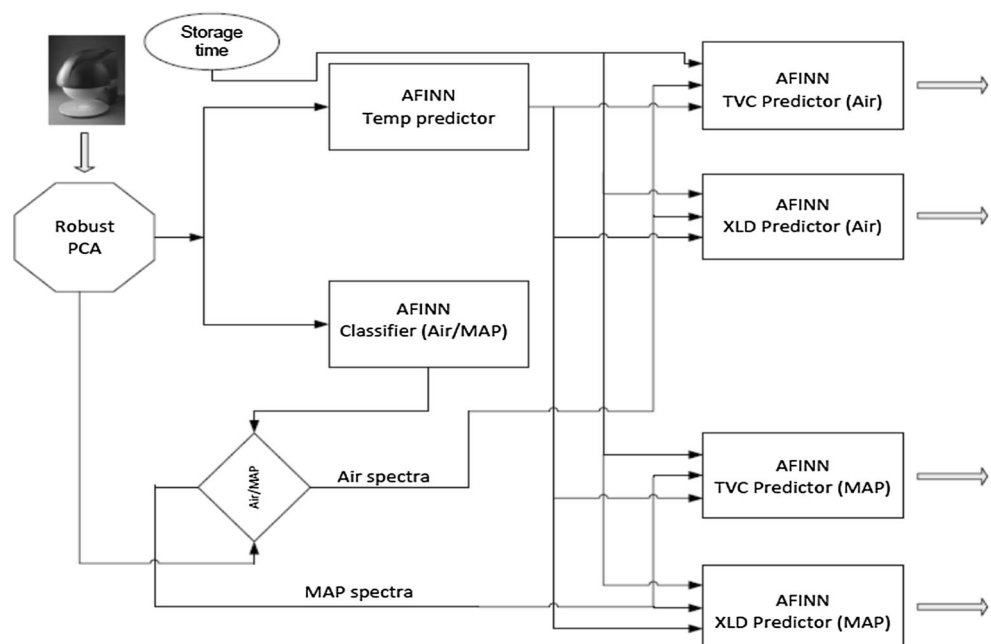 Storage
time
AFINN
Temp predictor
AFINN
TVC Predictor (Air)
Robust
PCA
AFINN
XLD Predictor (Air)
AFINN
Classifier (Air/MAP)
Air/MAP
Air spectra
AFINN
TVC Predictor (MAP)
MAP spectra
AFINN
XLD Predictor (MAP)